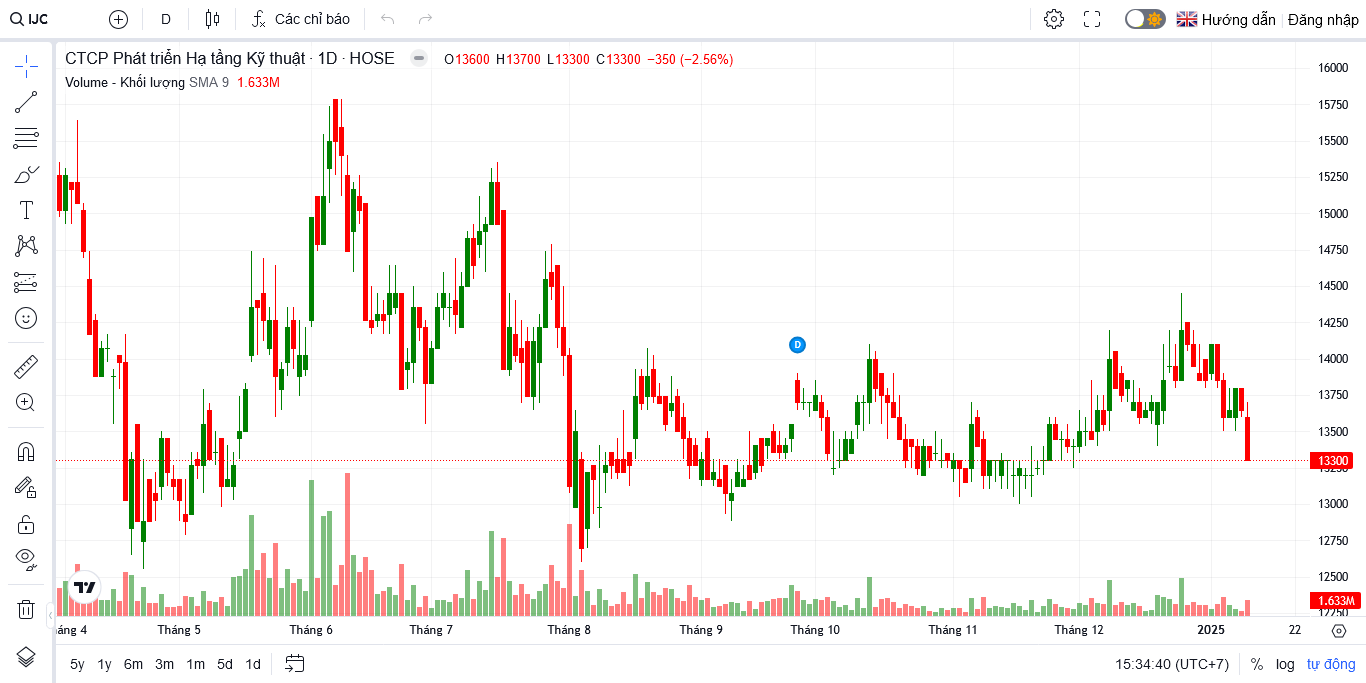 IJC D Các chỉ báo Hướng dẫn Đăng nhập
CTCP Phát triển Hạ tầng Kỹ thuật · 1D · HOSE O13600 H13700 L13300 C13300 −350 (−2.56%)
Volume - Khối lượng SMA 9 1.633M
16000
15750
15500
15250
15000
14750
14500
14250
14000
13750
13500
13300
13250
13000
12750
12500
1.633M
12250
D
áng 4 Tháng 5 Tháng 6 Tháng 7 Tháng 8 Tháng 9 Tháng 10 Tháng 11 Tháng 12 2025 22
5y 1y 6m 3m 1m 5d 1d 15:34:40 (UTC+7) % log tự động